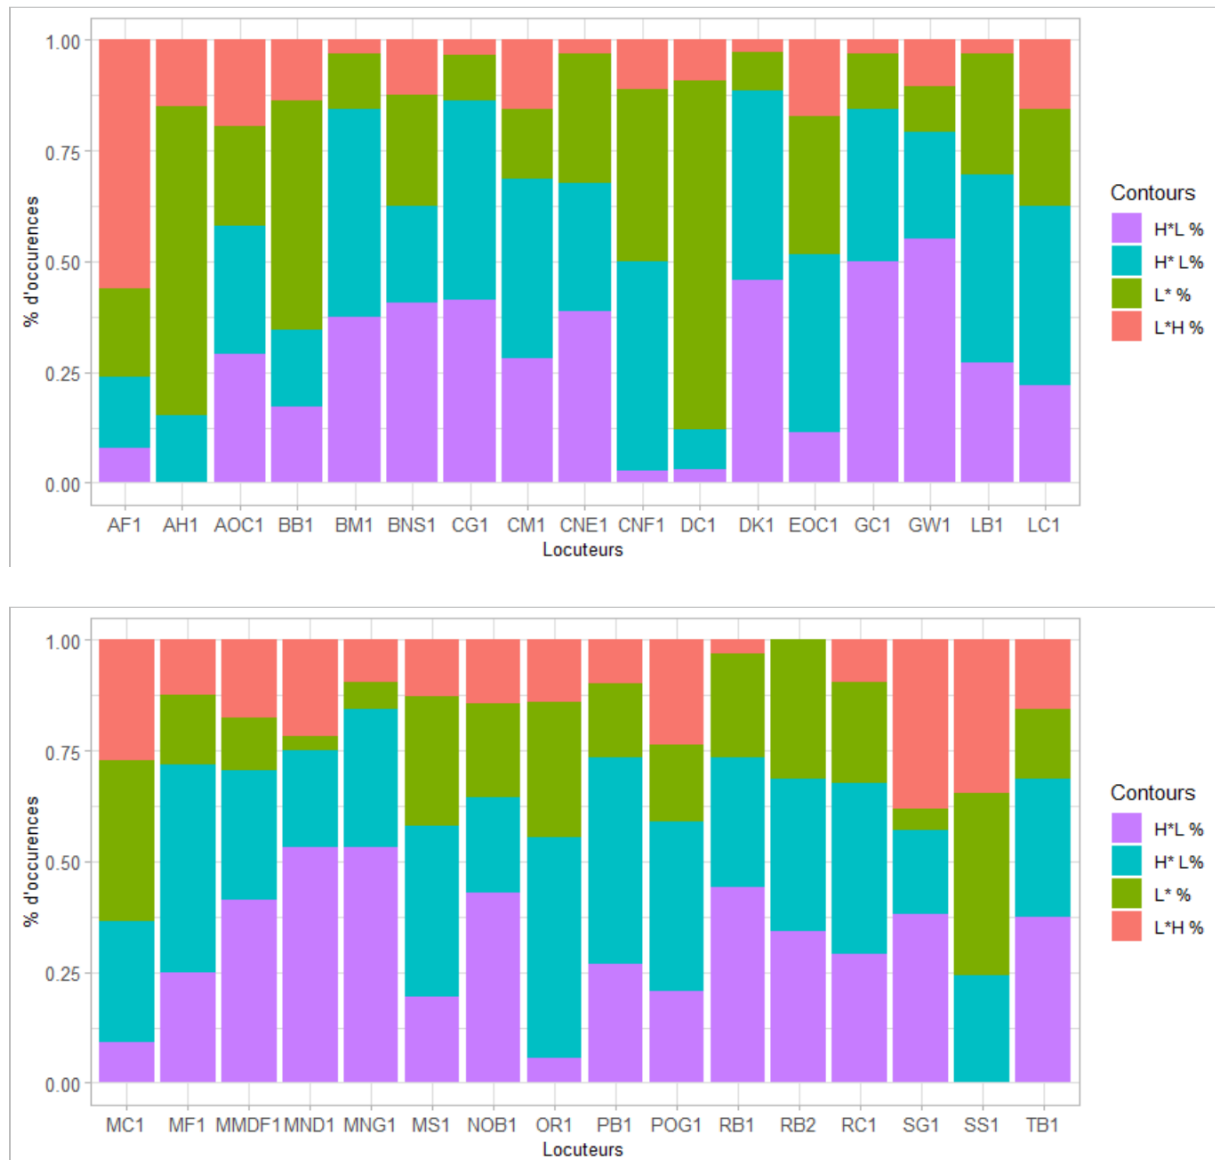 1.00
0.75
0.50
0.25
0.00
% d'occurences
AF1 AH1 AOC1 BB1 BM1 BNS1 CG1 CM1 CNE1 CNF1 DC1 DK1 EOC1 GC1 GW1 LB1 LC1
Locuteurs
Contours
H*L %
H* L%
L* %
L*H %
1.00
0.75
0.50
0.25
0.00
% d'occurences
MC1 MF1 MMDF1 MND1 MNG1 MS1 NOB1 OR1 PB1 POG1 RB1 RB2 RC1 SG1 SS1 TB1
Locuteurs
Contours
H*L %
H* L%
L* %
L*H %